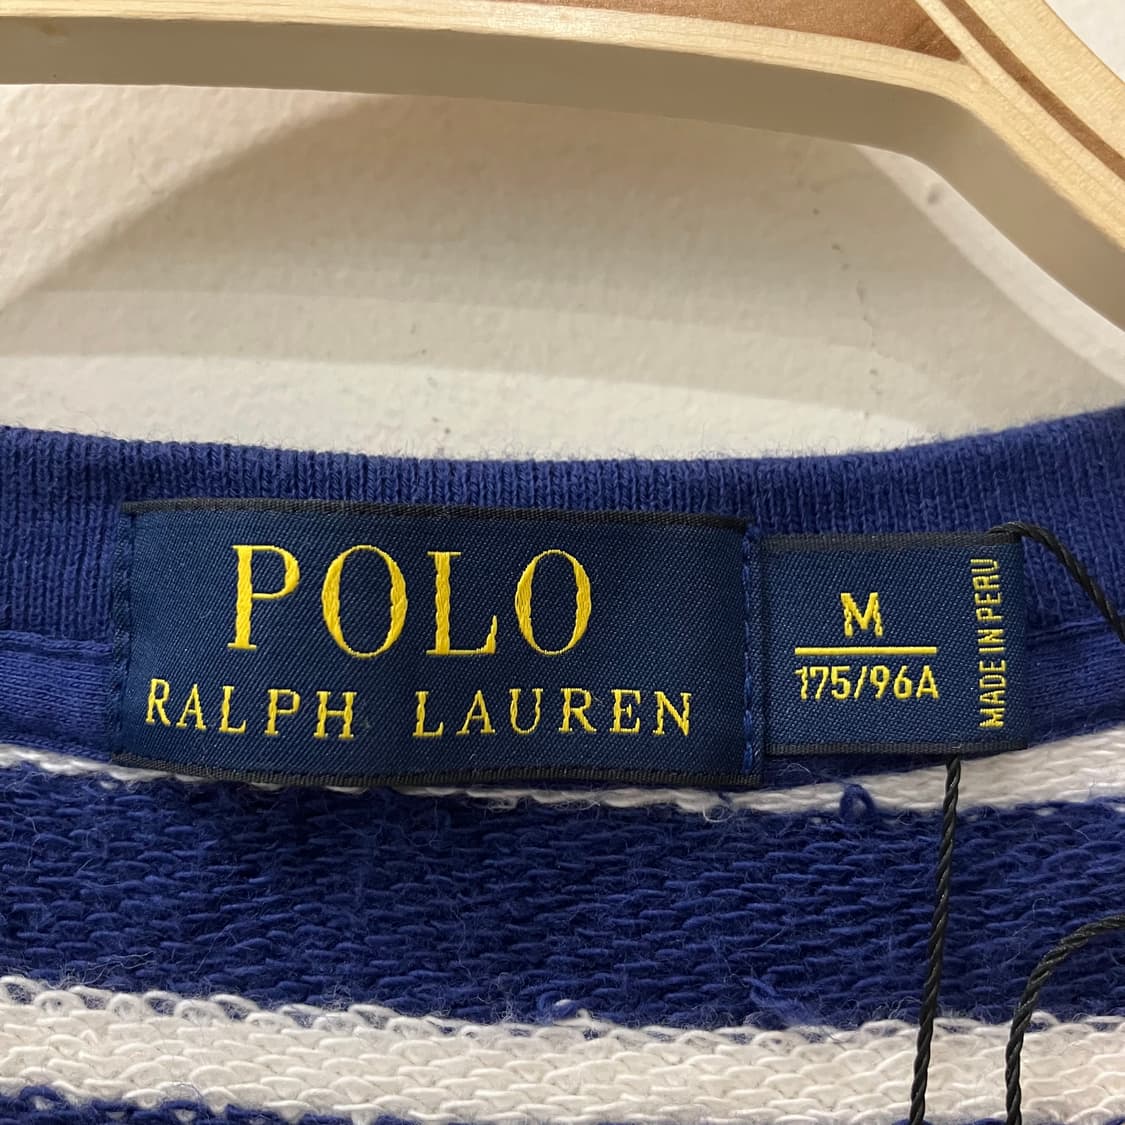 POLO
RALPH LAUREN
M
175/96A
MADE IN PERU